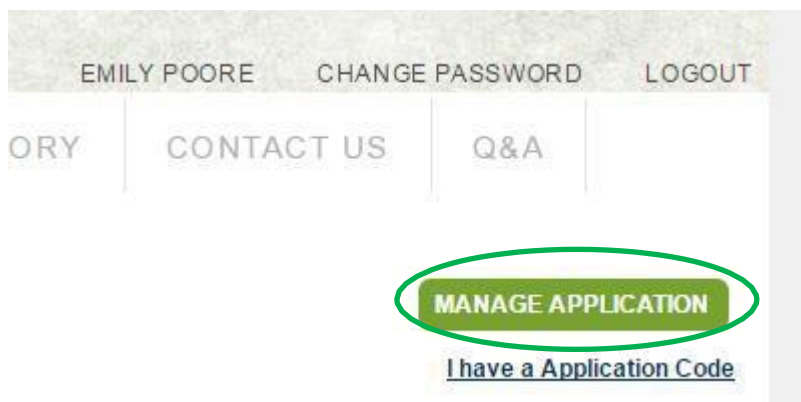 EMILY POORE CHANGE PASSWORD LOGOUT
ORY CONTACT US Q&A
MANAGE APPLICATION
I have a Application Code